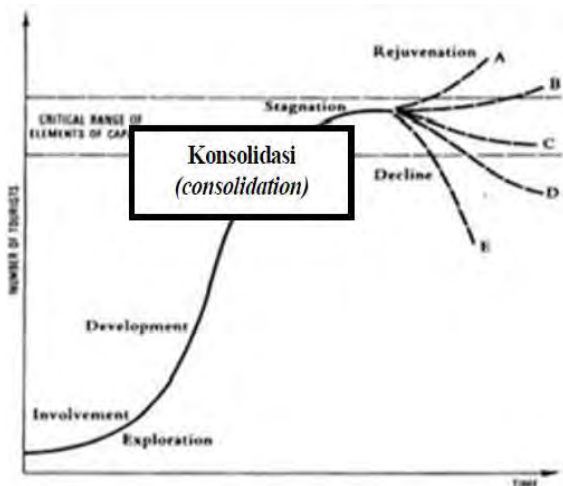 Rejuvenation
A
B
Stagnation
CRITICAL RANGE OF
ELEMENTS OF CAP
Konsolidasi
(consolidation)
C
Decline
D
E
NUMBER OF TOURISTS
Development
Involvement
Exploration
TIME